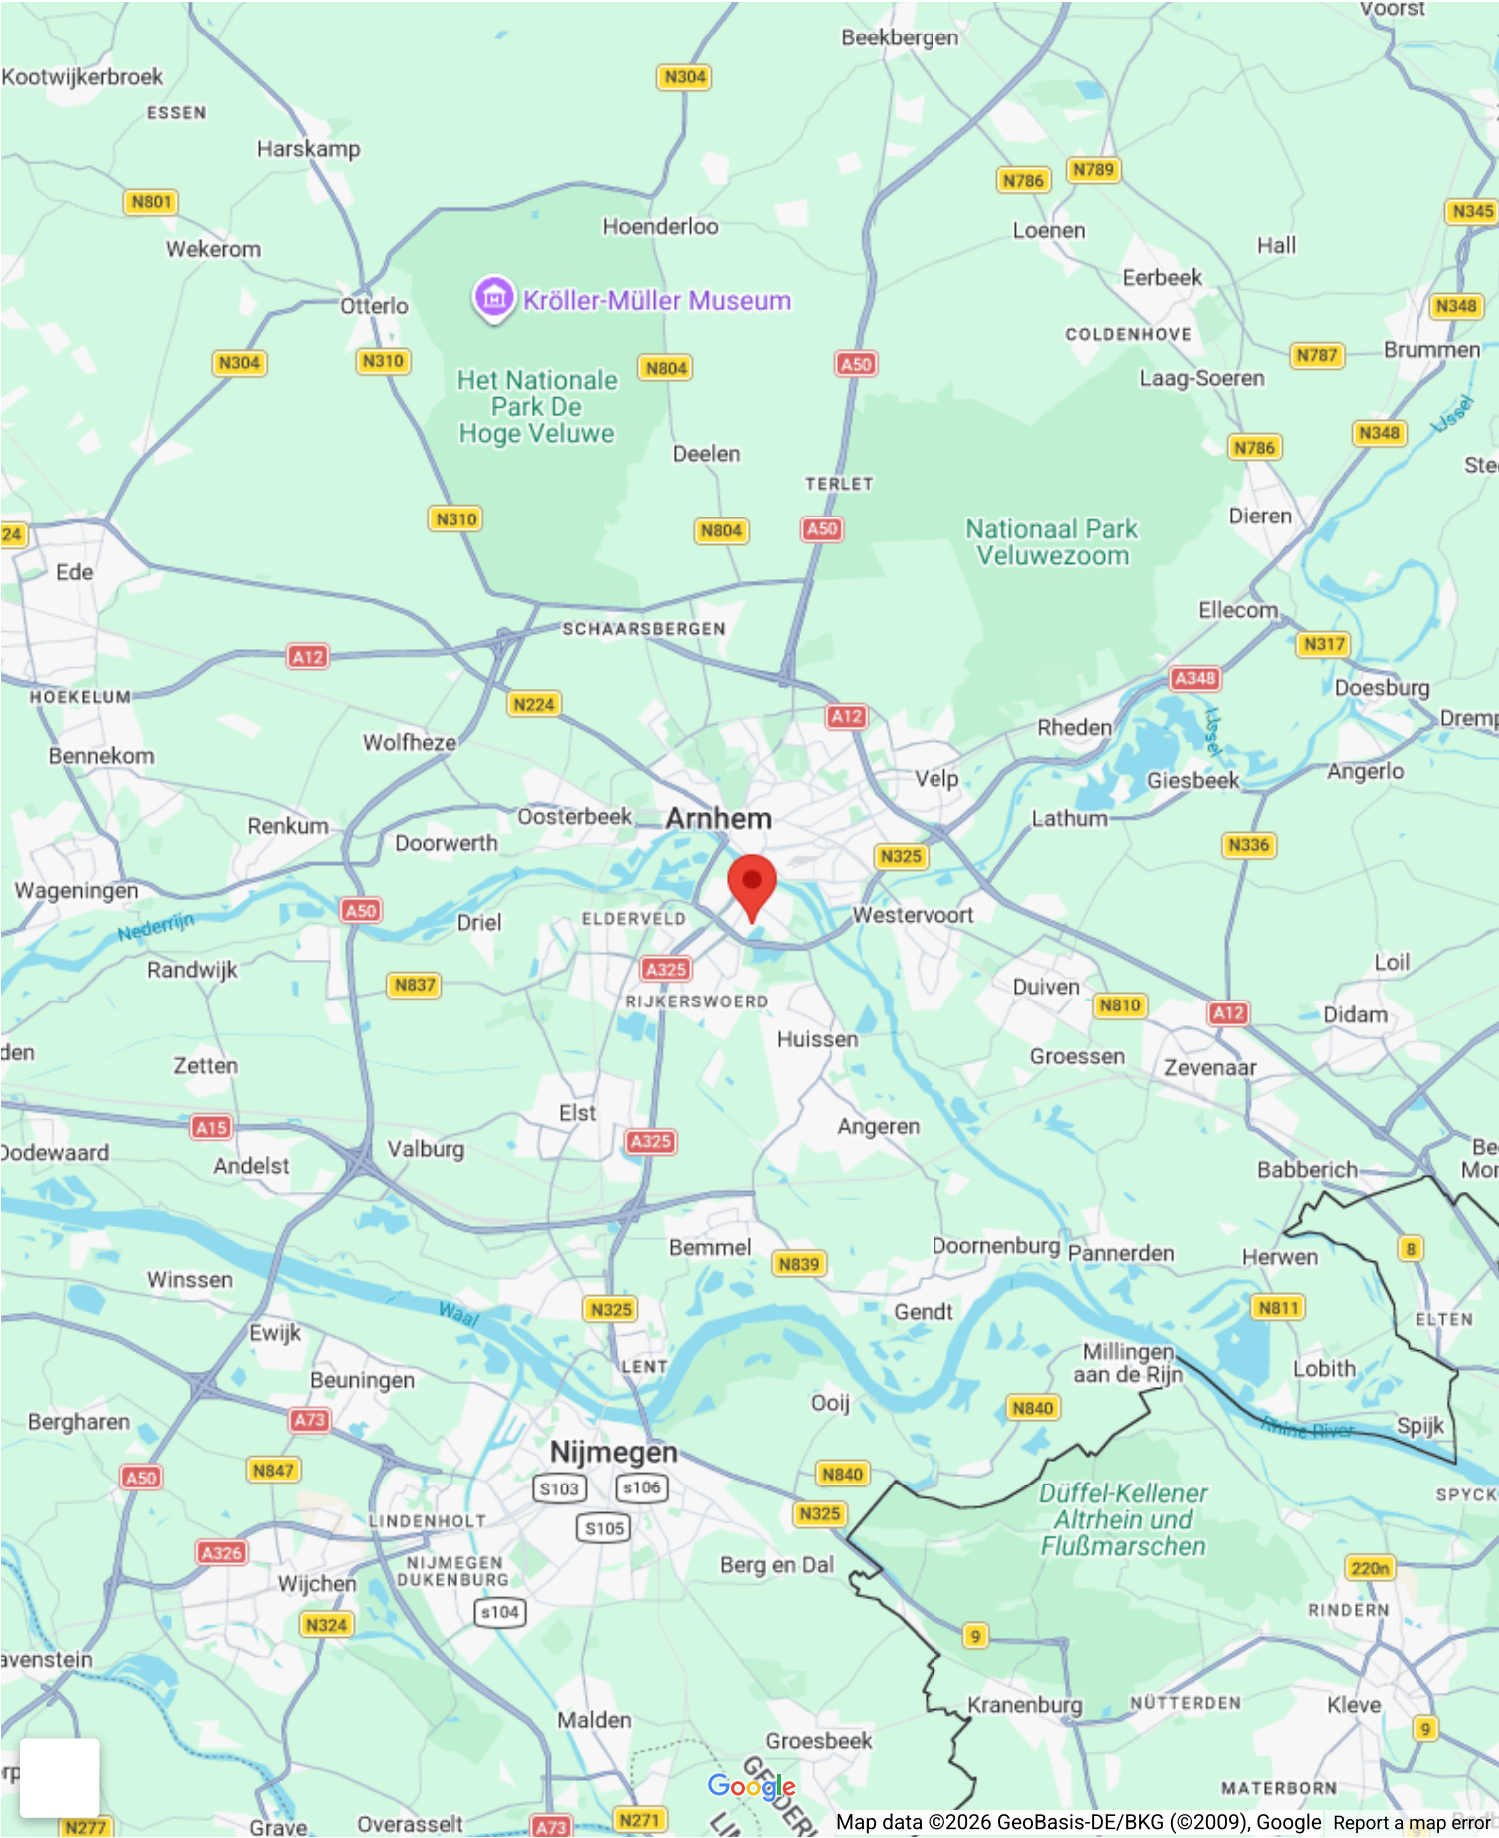 Voorst
Beekbergen
Kootwijkerbroek
N304
ESSEN
Harskamp
N786
N789
N801
N345
Hoenderloo
Loenen
Wekerom
Hall
Eerbeek
Kröller-Müller Museum
Otterlo
N348
COLDENHOVE
N304
N310
N804
A50
N787
Brummen
Het Nationale
Park De
Hoge Veluwe
Laag-Soeren
IJssel
N348
N786
Deelen
TERLET
Ste
N310
N804
A50
Nationaal Park
Veluwezoom
Dieren
24
Ede
Ellecom
SCHAARSBERGEN
N317
A12
A348
HOEKELUM
Doesburg
N224
A12
Rheden
IJssel
Dremp
Wolfheze
Bennekom
Velp
Giesbeek
Angerlo
Oosterbeek
Arnhem
Lathum
Renkum
Doorwerth
N325
N336
Wageningen
A50
Nederrijn
Driel
ELDERVELD
Westervoort
Randwijk
A325
Loil
N837
Duiven
RIJKERSWOERD
N810
A12
Didam
Huissen
den
Zetten
Groessen
Zevenaar
Elst
A15
Angeren
Valburg
A325
Dodewaard
Andelst
Babberich
Bee
Mon
Bemmel
Doornenburg
Pannerden
Herwen
8
N839
Winssen
Waal
N325
Gendt
N811
ELTEN
Ewijk
LENT
Millingen
aan de Rijn
Lobith
Beuningen
Ooij
N840
Bergharen
A73
Rhine River
Spijk
Nijmegen
A50
N847
S103
s106
N840
Düffel-Kellener
Altrhein und
Flußmarschen
SPYCK
N325
LINDENHOLT
S105
A326
NIJMEGEN
DUKENBURG
Berg en Dal
220n
Wijchen
s104
RINDERN
N324
9
avenstein
Kranenburg
NÜTTERDEN
Kleve
Malden
Groesbeek
9
Google
MATERBORN
N277
Grave
Overasselt
A73
N271
Map data ©2026 GeoBasis-DE/BKG (©2009), Google
Report a map error